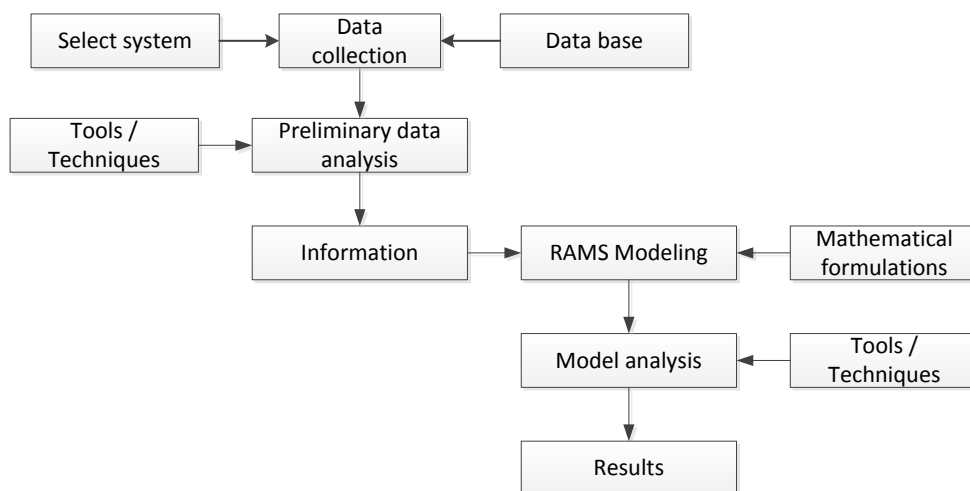 Select system
Data
collection
Data base
Tools /
Techniques
Preliminary data
analysis
Information
RAMS Modeling
Mathematical
formulations
Model analysis
Tools /
Techniques
Results